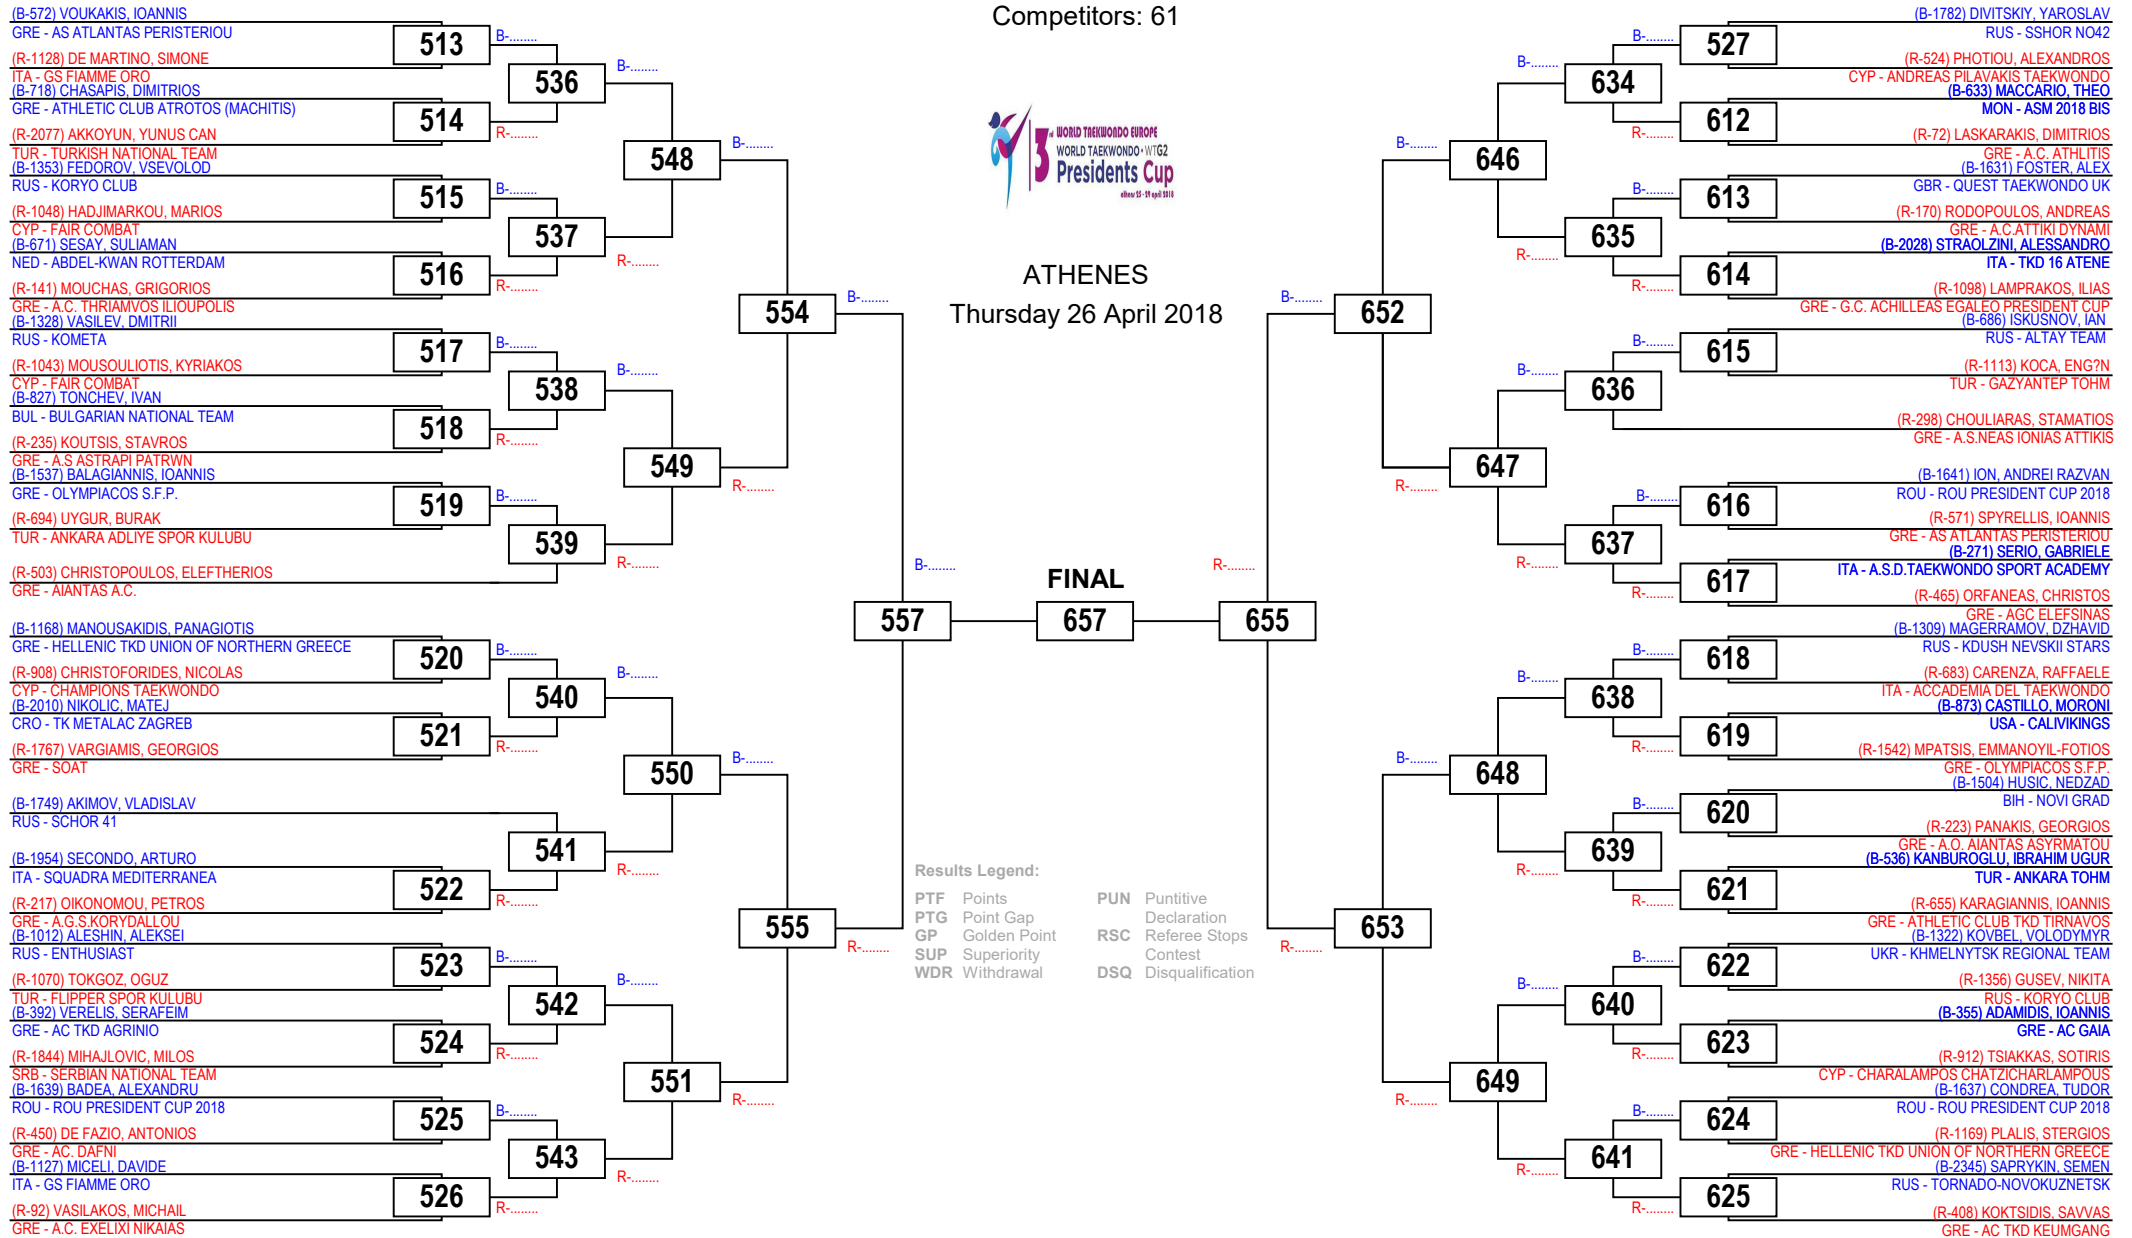 Competitors: 61
3rd WORLD TAEKWONDO EUROPE
WORLD TAEKWONDO • WTG2
Presidents Cup
athens 25 - 29 april 2018
ATHENES
Thursday 26 April 2018
(B-572) VOUKAKIS, IOANNIS
GRE - AS ATLANTAS PERISTERIOU
513
(R-1128) DE MARTINO, SIMONE
ITA - GS FIAMME ORO
(B-718) CHASAPIS, DIMITRIOS
GRE - ATHLETIC CLUB ATROTOS (MACHITIS)
514
(R-2077) AKKOYUN, YUNUS CAN
TUR - TURKISH NATIONAL TEAM
(B-1353) FEDOROV, VSEVOLOD
RUS - KORYO CLUB
515
(R-1048) HADJIMARKOU, MARIOS
CYP - FAIR COMBAT
(B-671) SESAY, SULIAMAN
NED - ABDEL-KWAN ROTTERDAM
516
(R-141) MOUCHAS, GRIGORIOS
GRE - A.C. THRIAMVOS ILIOUPOLIS
(B-1328) VASILEV, DMITRII
RUS - KOMETA
517
(R-1043) MOUSOULIOTIS, KYRIAKOS
CYP - FAIR COMBAT
(B-827) TONCHEV, IVAN
BUL - BULGARIAN NATIONAL TEAM
518
(R-235) KOUTSIS, STAVROS
GRE - A.S ASTRAPI PATRWN
(B-1537) BALAGIANNIS, IOANNIS
GRE - OLYMPIACOS S.F.P.
519
(R-694) UYGUR, BURAK
TUR - ANKARA ADLIYE SPOR KULUBU
(R-503) CHRISTOPOULOS, ELEFTHERIOS
GRE - AIANTAS A.C.
(B-1168) MANOUSAKIDIS, PANAGIOTIS
GRE - HELLENIC TKD UNION OF NORTHERN GREECE
520
(R-908) CHRISTOFORIDES, NICOLAS
CYP - CHAMPIONS TAEKWONDO
(B-2010) NIKOLIC, MATEJ
CRO - TK METALAC ZAGREB
521
(R-1767) VARGIAMIS, GEORGIOS
GRE - SOAT
(B-1749) AKIMOV, VLADISLAV
RUS - SCHOR 41
(B-1954) SECONDO, ARTURO
ITA - SQUADRA MEDITERRANEA
522
(R-217) OIKONOMOU, PETROS
GRE - A.G.S.KORYDALLOU
(B-1012) ALESHIN, ALEKSEI
RUS - ENTHUSIAST
523
(R-1070) TOKGOZ, OGUZ
TUR - FLIPPER SPOR KULUBU
(B-392) VERELIS, SERAFEIM
GRE - AC TKD AGRINIO
524
(R-1844) MIHAJLOVIC, MILOS
SRB - SERBIAN NATIONAL TEAM
(B-1639) BADEA, ALEXANDRU
ROU - ROU PRESIDENT CUP 2018
525
(R-450) DE FAZIO, ANTONIOS
GRE - AC. DAFNI
(B-1127) MICELI, DAVIDE
ITA - GS FIAMME ORO
526
(R-92) VASILAKOS, MICHAIL
GRE - A.C. EXELIXI NIKAIAS
B-........
536
R-........
B-........
537
R-........
B-........
538
R-........
B-........
539
B-........
540
R-........
541
B-........
542
R-........
B-........
543
R-........
B-........
548
R-........
B-........
549
R-........
B-........
550
R-........
B-........
551
R-........
B-........
554
R-........
B-........
555
R-........
B-........
557
R-........
B-........
FINAL
657
R-........
Results Legend:
PTF Points
PTG Point Gap
GP Golden Point
SUP Superiority
WDR Withdrawal
PUN Puntitive
Declaration
RSC Referee Stops
Contest
DSQ Disqualification
B-........
655
R-........
B-........
652
R-........
B-........
653
R-........
B-........
646
R-........
B-........
647
R-........
B-........
648
R-........
B-........
649
R-........
B-........
634
R-........
B-........
635
R-........
B-........
636
B-........
637
R-........
B-........
638
R-........
B-........
639
R-........
B-........
640
R-........
B-........
641
R-........
(B-1782) DIVITSKIY, YAROSLAV
RUS - SSHOR NO42
527
(R-524) PHOTIOU, ALEXANDROS
CYP - ANDREAS PILAVAKIS TAEKWONDO
(B-633) MACCARIO, THEO
MON - ASM 2018 BIS
612
(R-72) LASKARAKIS, DIMITRIOS
GRE - A.C. ATHLITIS
(B-1631) FOSTER, ALEX
GBR - QUEST TAEKWONDO UK
613
(R-170) RODOPOULOS, ANDREAS
GRE - A.C.ATTIKI DYNAMI
(B-2028) STRAOLZINI, ALESSANDRO
ITA - TKD 16 ATENE
614
(R-1098) LAMPRAKOS, ILIAS
GRE - G.C. ACHILLEAS EGALEO PRESIDENT CUP
(B-686) ISKUSNOV, IAN
RUS - ALTAY TEAM
615
(R-1113) KOCA, ENG?N
TUR - GAZYANTEP TOHM
(R-298) CHOULIARAS, STAMATIOS
GRE - A.S.NEAS IONIAS ATTIKIS
(B-1641) ION, ANDREI RAZVAN
ROU - ROU PRESIDENT CUP 2018
616
(R-571) SPYRELLIS, IOANNIS
GRE - AS ATLANTAS PERISTERIOU
(B-271) SERIO, GABRIELE
ITA - A.S.D.TAEKWONDO SPORT ACADEMY
617
(R-465) ORFANEAS, CHRISTOS
GRE - AGC ELEFSINAS
(B-1309) MAGERRAMOV, DZHAVID
RUS - KDUSH NEVSKII STARS
618
(R-683) CARENZA, RAFFAELE
ITA - ACCADEMIA DEL TAEKWONDO
(B-873) CASTILLO, MORONI
USA - CALIVIKINGS
619
(R-1542) MPATSIS, EMMANOYIL-FOTIOS
GRE - OLYMPIACOS S.F.P.
(B-1504) HUSIC, NEDZAD
BIH - NOVI GRAD
620
(R-223) PANAKIS, GEORGIOS
GRE - A.O. AIANTAS ASYRMATOU
(B-536) KANBUROGLU, IBRAHIM UGUR
TUR - ANKARA TOHM
621
(R-655) KARAGIANNIS, IOANNIS
GRE - ATHLETIC CLUB TKD TIRNAVOS
(B-1322) KOVBEL, VOLODYMYR
UKR - KHMELNYTSK REGIONAL TEAM
622
(R-1356) GUSEV, NIKITA
RUS - KORYO CLUB
(B-355) ADAMIDIS, IOANNIS
GRE - AC GAIA
623
(R-912) TSIAKKAS, SOTIRIS
CYP - CHARALAMPOS CHATZICHARLAMPOUS
(B-1637) CONDREA, TUDOR
ROU - ROU PRESIDENT CUP 2018
624
(R-1169) PLALIS, STERGIOS
GRE - HELLENIC TKD UNION OF NORTHERN GREECE
(B-2345) SAPRYKIN, SEMEN
RUS - TORNADO-NOVOKUZNETSK
625
(R-408) KOKTSIDIS, SAVVAS
GRE - AC TKD KEUMGANG